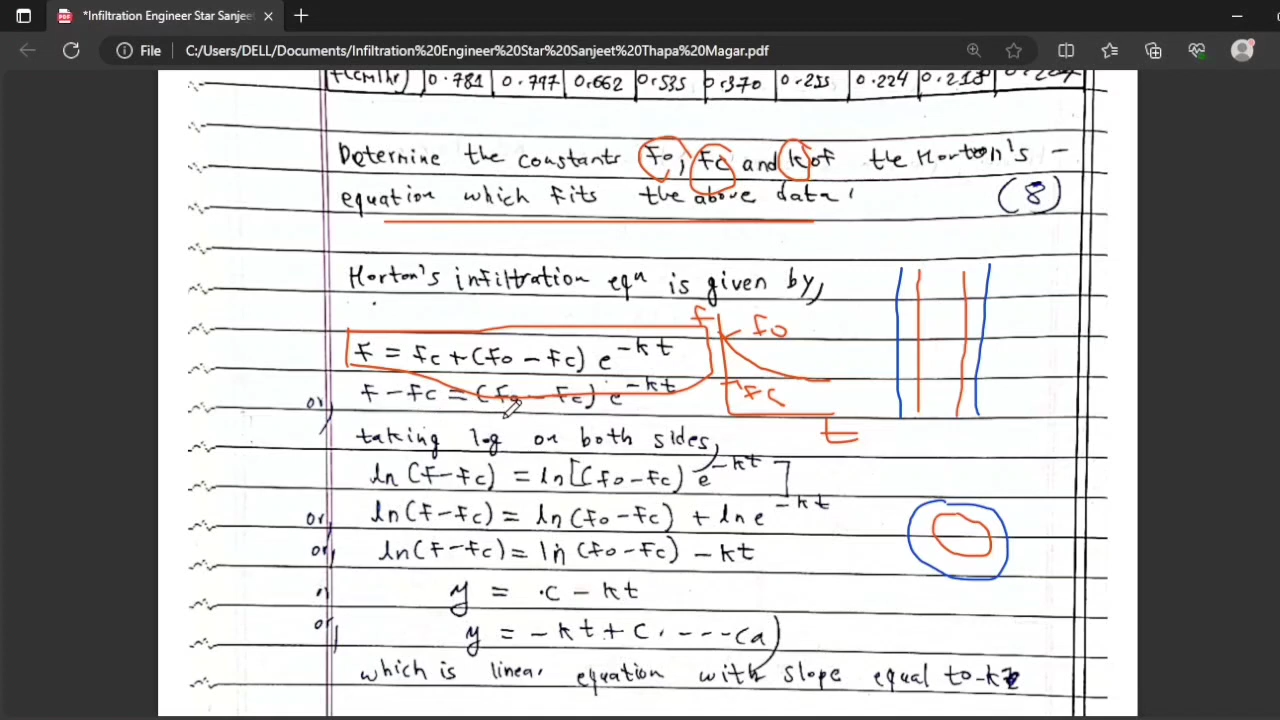 *Infiltration Engineer Star Sanjee
File C:/Users/DELL/Documents/Infiltration%20Engineer%20Star%20Sanjeet%20Thapa%20Magar.pdf
f(cm/hr) 0.781 0.747 0.662 0.535 0.370 0.255 0.224 0.213
Determine the constants fo, fc and k of the Horton's -
equation which fits the above data.
(8)
Horton's infiltration eqn is given by,
f = fc + (fo - fc) e^-kt
or, f - fc = (fo - fc) e^-kt
f
fo
fc
t
taking log on both sides,
ln (f-fc) = ln[(fo-fc) e^-kt]
or, ln(f-fc) = ln(fo-fc) + ln e^-kt
or, ln(f-fc) = ln (fo-fc) - kt
or, y = .c - kt
or, y = -kt + c. ----(a)
which is linear equation with slope equal to -k